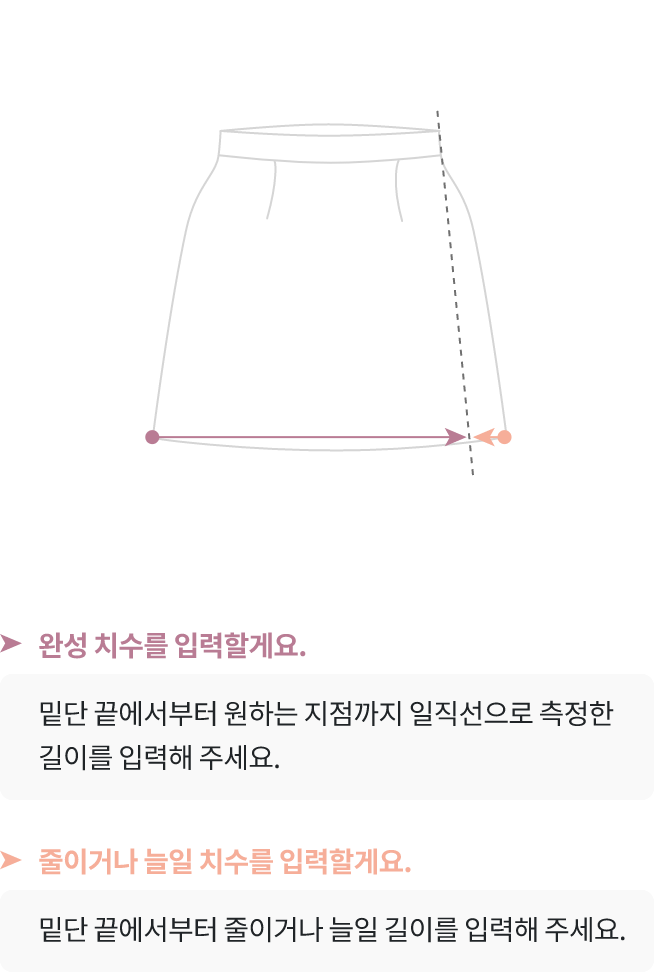 완성 치수를 입력할게요.
밑단 끝에서부터 원하는 지점까지 일직선으로 측정한
길이를 입력해 주세요.
줄이거나 늘일 치수를 입력할게요.
밑단 끝에서부터 줄이거나 늘일 길이를 입력해 주세요.